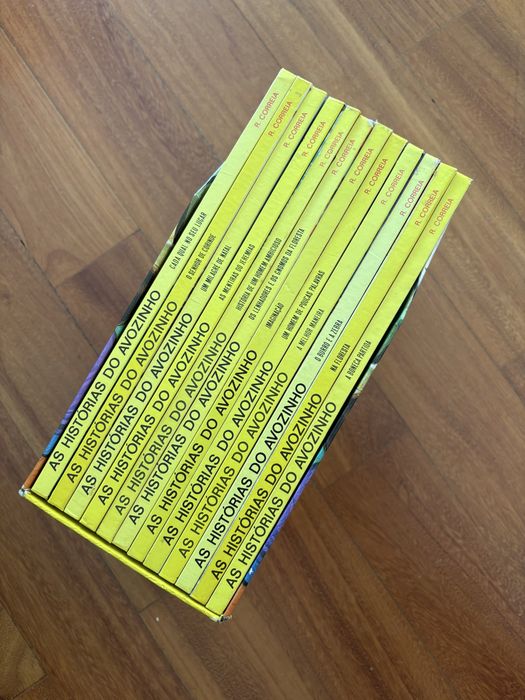 AS HISTÓRIAS DO AVOZINHO CADA QUAL NO SEU LUGAR R. CORREIA
AS HISTÓRIAS DO AVOZINHO O SENHOR DE CORINDE R. CORREIA
AS HISTÓRIAS DO AVOZINHO UM MILAGRE DE NATAL R. CORREIA
AS HISTÓRIAS DO AVOZINHO AS MENTIRAS DO JEREMIAS R. CORREIA
AS HISTÓRIAS DO AVOZINHO HISTÓRIA DE UM HOMEM AMBICIOSO R. CORREIA
AS HISTÓRIAS DO AVOZINHO OS LENHADORES E OS GNOMOS DA FLORESTA R. CORREIA
AS HISTÓRIAS DO AVOZINHO IMAGINAÇÃO R. CORREIA
AS HISTÓRIAS DO AVOZINHO UM HOMEM DE POUCAS PALAVRAS R. CORREIA
AS HISTÓRIAS DO AVOZINHO A MELHOR MANEIRA R. CORREIA
AS HISTÓRIAS DO AVOZINHO O BURRO E A ZEBRA R. CORREIA
AS HISTÓRIAS DO AVOZINHO NA FLORESTA R. CORREIA
AS HISTÓRIAS DO AVOZINHO A BONECA PARTIDA R. CORREIA